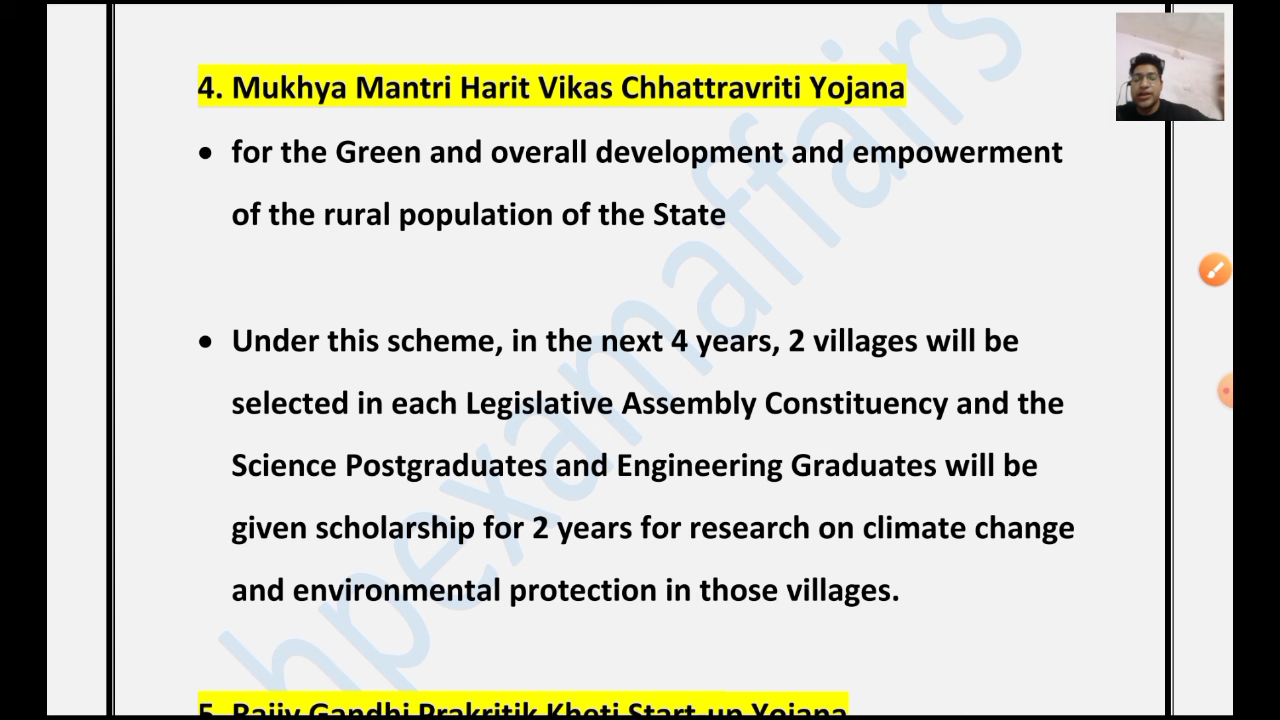 4. Mukhya Mantri Harit Vikas Chhattravriti Yojana
• for the Green and overall development and empowerment
of the rural population of the State
• Under this scheme, in the next 4 years, 2 villages will be
selected in each Legislative Assembly Constituency and the
Science Postgraduates and Engineering Graduates will be
given scholarship for 2 years for research on climate change
and environmental protection in those villages.
5. Rajiv Gandhi Prakritik Kheti Start-up Yojana
hpexamaffairs